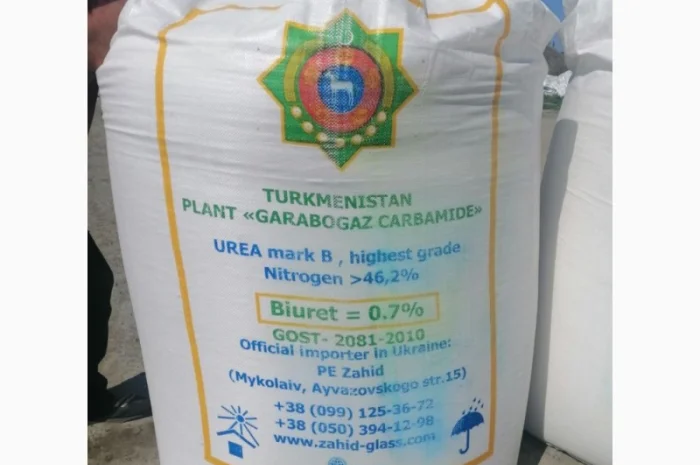 TURKMENISTAN
PLANT «GARABOGAZ CARBAMIDE»
UREA mark B , highest grade
Nitrogen >46,2%
Biuret = 0.7%
GOST- 2081-2010
Official importer in Ukraine:
PE Zahid
(Mykolaiv, Ayvazovskogo str.15)
+38 (099) 125-36-72
+38 (050) 394-12-98
www.zahid-glass.com